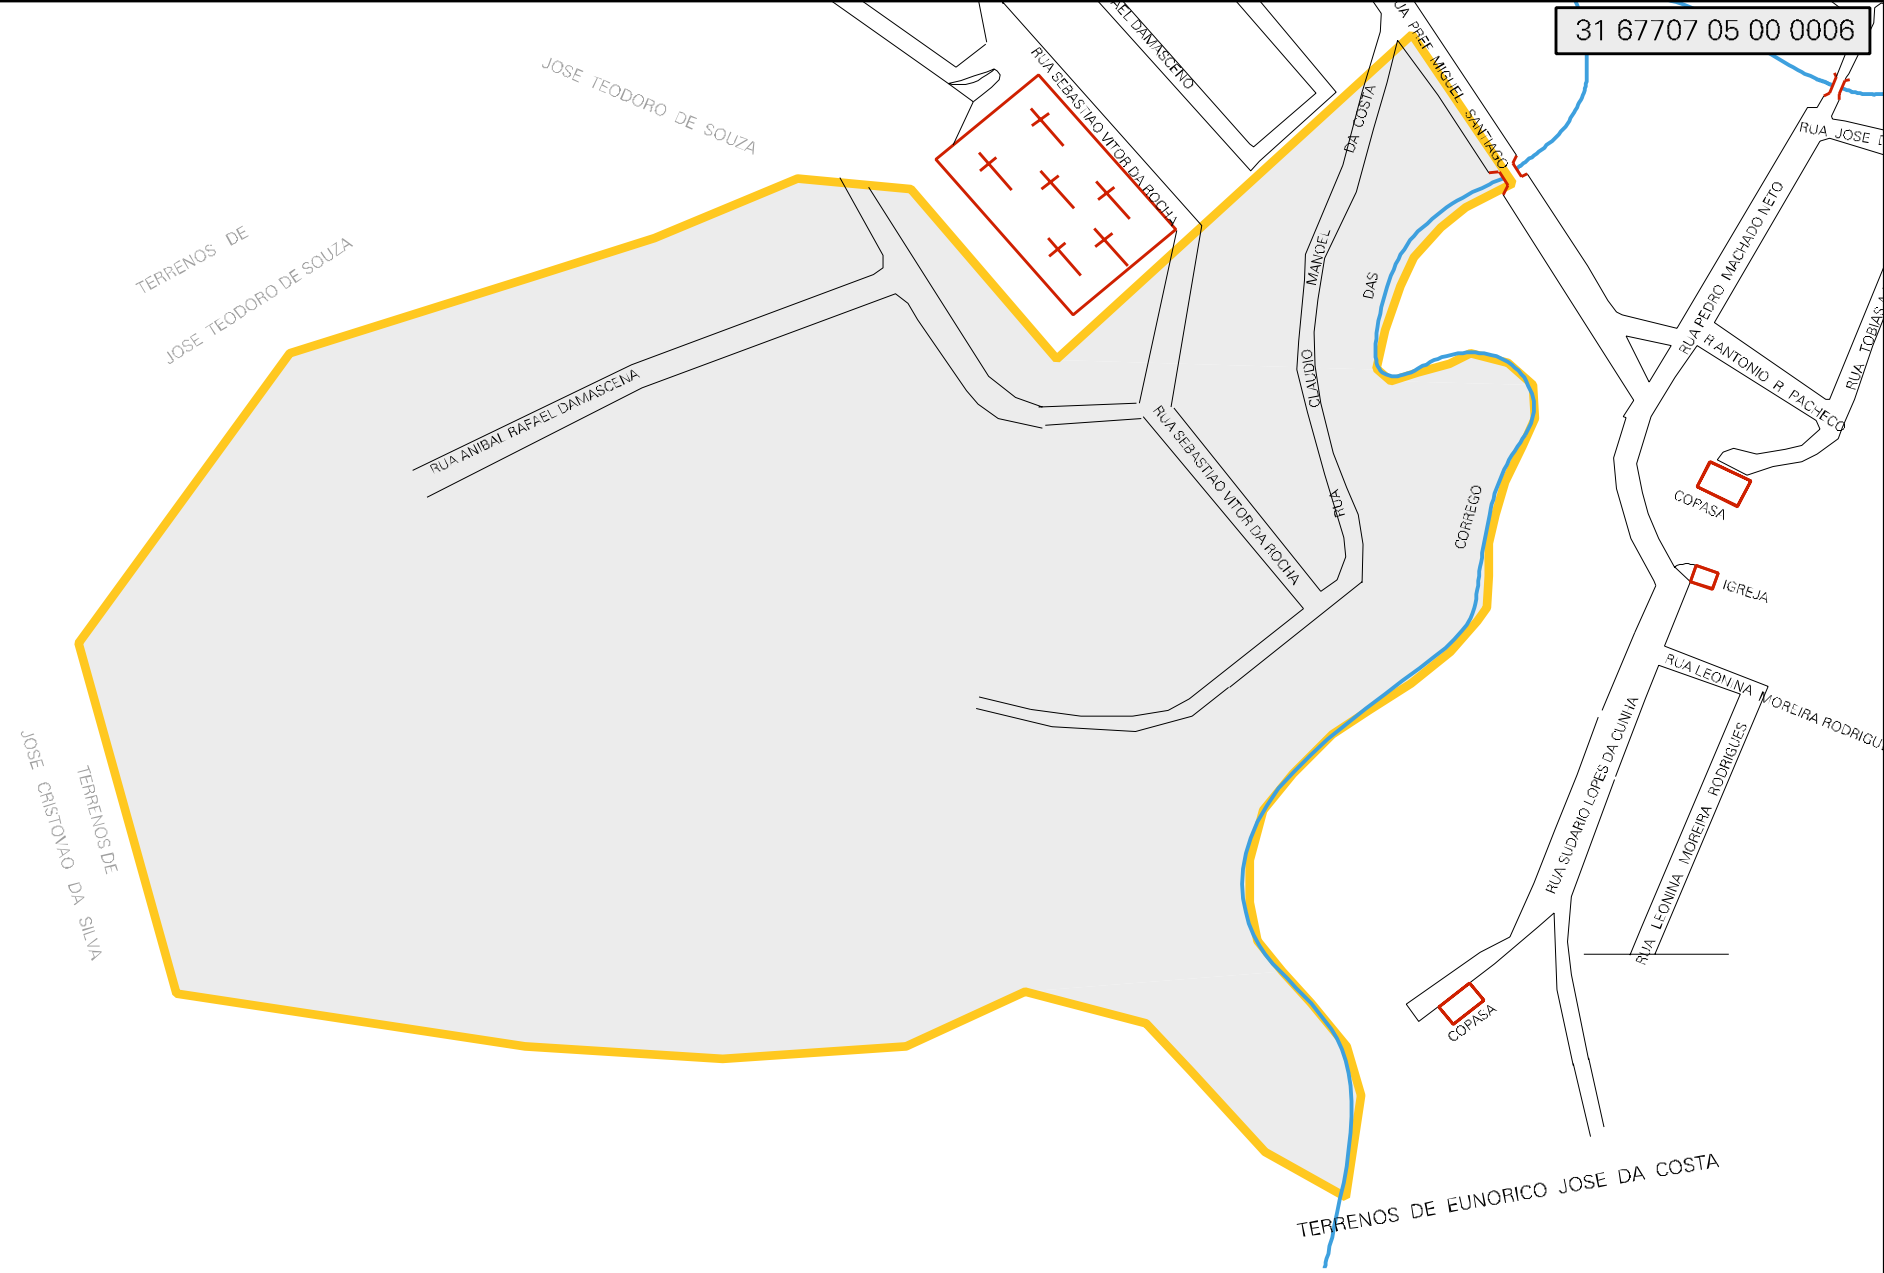 31 67707 05 00 0006
JOSE TEODORO DE SOUZA
RUA SEBASTIAO VITOR DA ROCHA
DAMASCENO
PREF MIGUEL SANTIAGO
RUA JOSE
TERRENOS DE
JOSE TEODORO DE SOUZA
RUA CLAUDIO MANOEL DA COSTA
CORREGO DAS
RUA PEDRO MACHADO NETO
R ANTONIO R PACHECO
RUA TOBIAS
RUA ANIBAL RAFAEL DAMASCENA
RUA SEBASTIAO VITOR DA ROCHA
COPASA
IGREJA
RUA LEONINA MOREIRA RODRIGU
RUA SUDARIO LOPES DA CUNHA
RUA LEONINA MOREIRA RODRIGUES
TERRENOS DE
JOSE CRISTOVAO DA SILVA
COPASA
TERRENOS DE EUNORICO JOSE DA COSTA